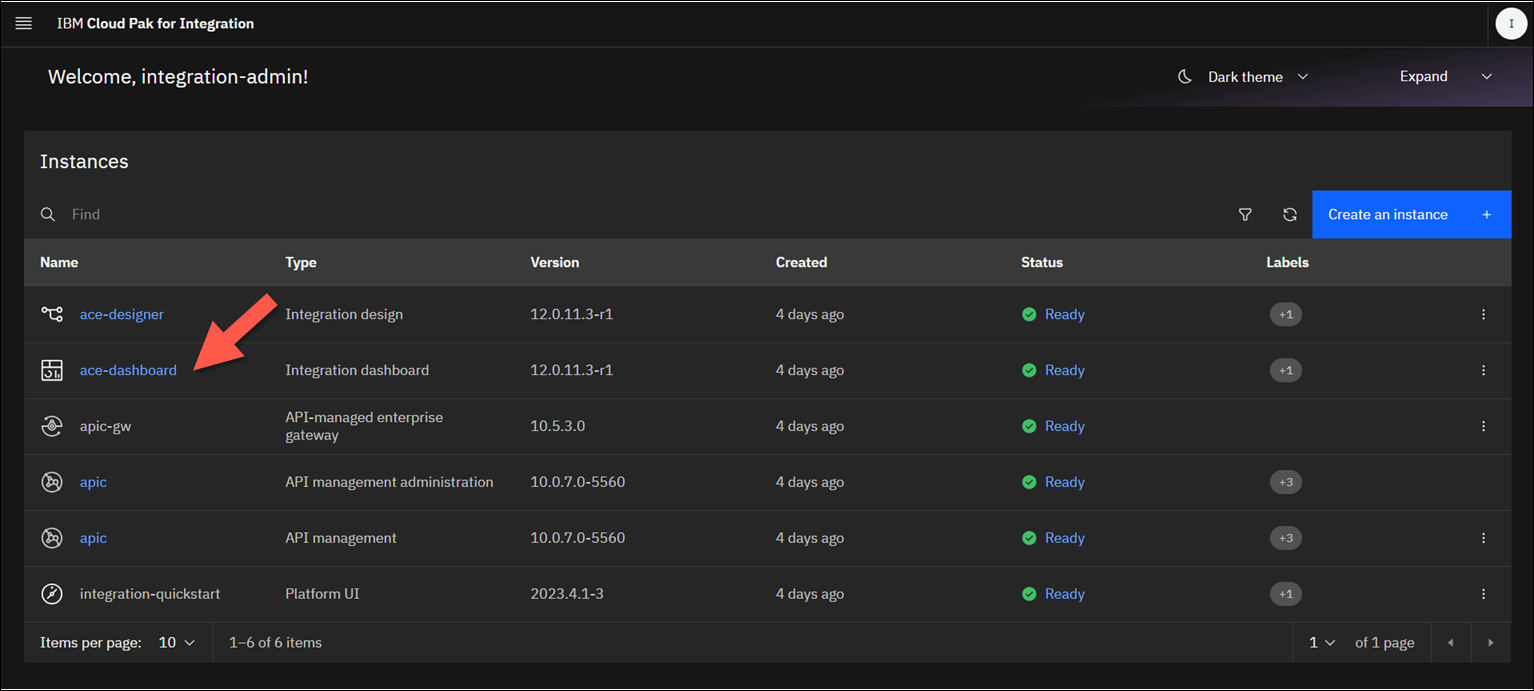 IBM Cloud Pak for Integration
I
Welcome, integration-admin!
Dark theme
Expand
Instances
Find
Create an instance +
Name Type Version Created Status Labels
ace-designer Integration design 12.0.11.3-r1 4 days ago Ready +1
ace-dashboard Integration dashboard 12.0.11.3-r1 4 days ago Ready +1
apic-gw API-managed enterprise gateway 10.5.3.0 4 days ago Ready
apic API management administration 10.0.7.0-5560 4 days ago Ready +3
apic API management 10.0.7.0-5560 4 days ago Ready +3
integration-quickstart Platform UI 2023.4.1-3 4 days ago Ready +1
Items per page: 10 1–6 of 6 items 1 of 1 page